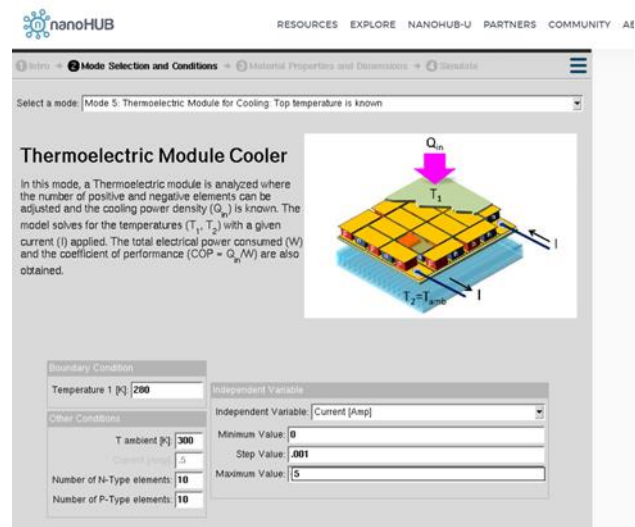 nanoHUB
RESOURCES EXPLORE NANOHUB-U PARTNERS COMMUNITY
1 Intro → 2 Mode Selection and Conditions → 3 Material Properties and Dimensions → 4 Simulate
Select a mode: Mode 5: Thermoelectric Module for Cooling: Top temperature is known
Thermoelectric Module Cooler
In this mode, a Thermoelectric module is analyzed where
the number of positive and negative elements can be
adjusted and the cooling power density (Qin) is known. The
model solves for the temperatures (T1, T2) with a given
current (I) applied. The total electrical power consumed (W)
and the coefficient of performance (COP = Qin/W) are also
obtained.
Qin
T1
I
T2=Tamb
I
Boundary Condition
Temperature 1 [K]: 280
Other Conditions
T ambient [K]: 300
Current [Amp]: .5
Number of N-Type elements: 10
Number of P-Type elements: 10
Independent Variable
Independent Variable: Current [Amp]
Minimum Value: 0
Step Value: .001
Maximum Value: 5